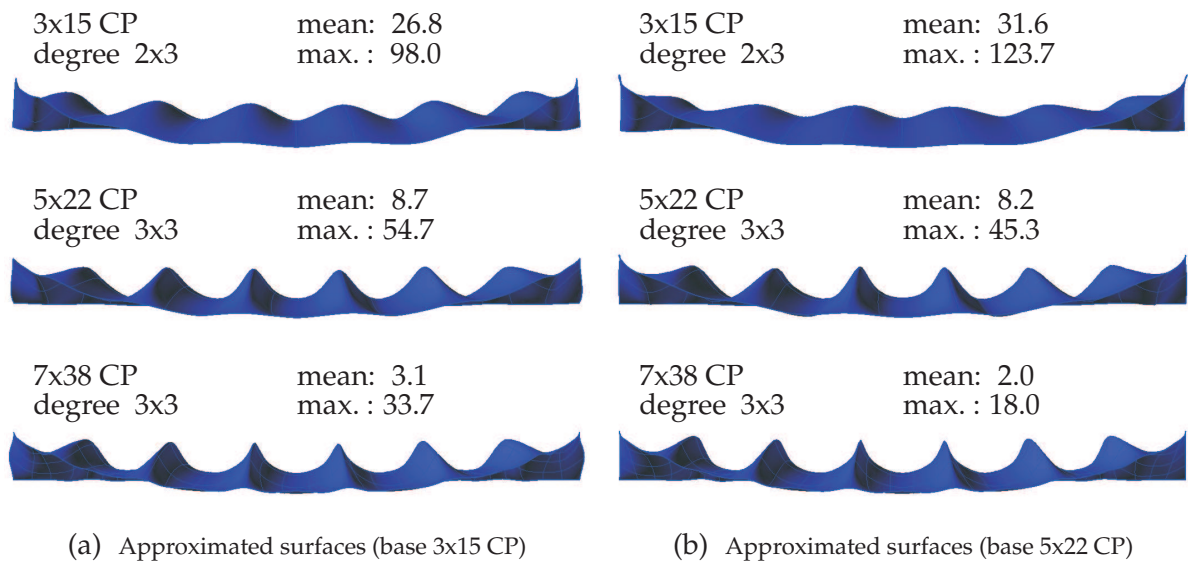 3x15 CP mean: 26.8
degree 2x3 max. : 98.0
5x22 CP mean: 8.7
degree 3x3 max. : 54.7
7x38 CP mean: 3.1
degree 3x3 max. : 33.7
(a) Approximated surfaces (base 3x15 CP)
3x15 CP mean: 31.6
degree 2x3 max. : 123.7
5x22 CP mean: 8.2
degree 3x3 max. : 45.3
7x38 CP mean: 2.0
degree 3x3 max. : 18.0
(b) Approximated surfaces (base 5x22 CP)